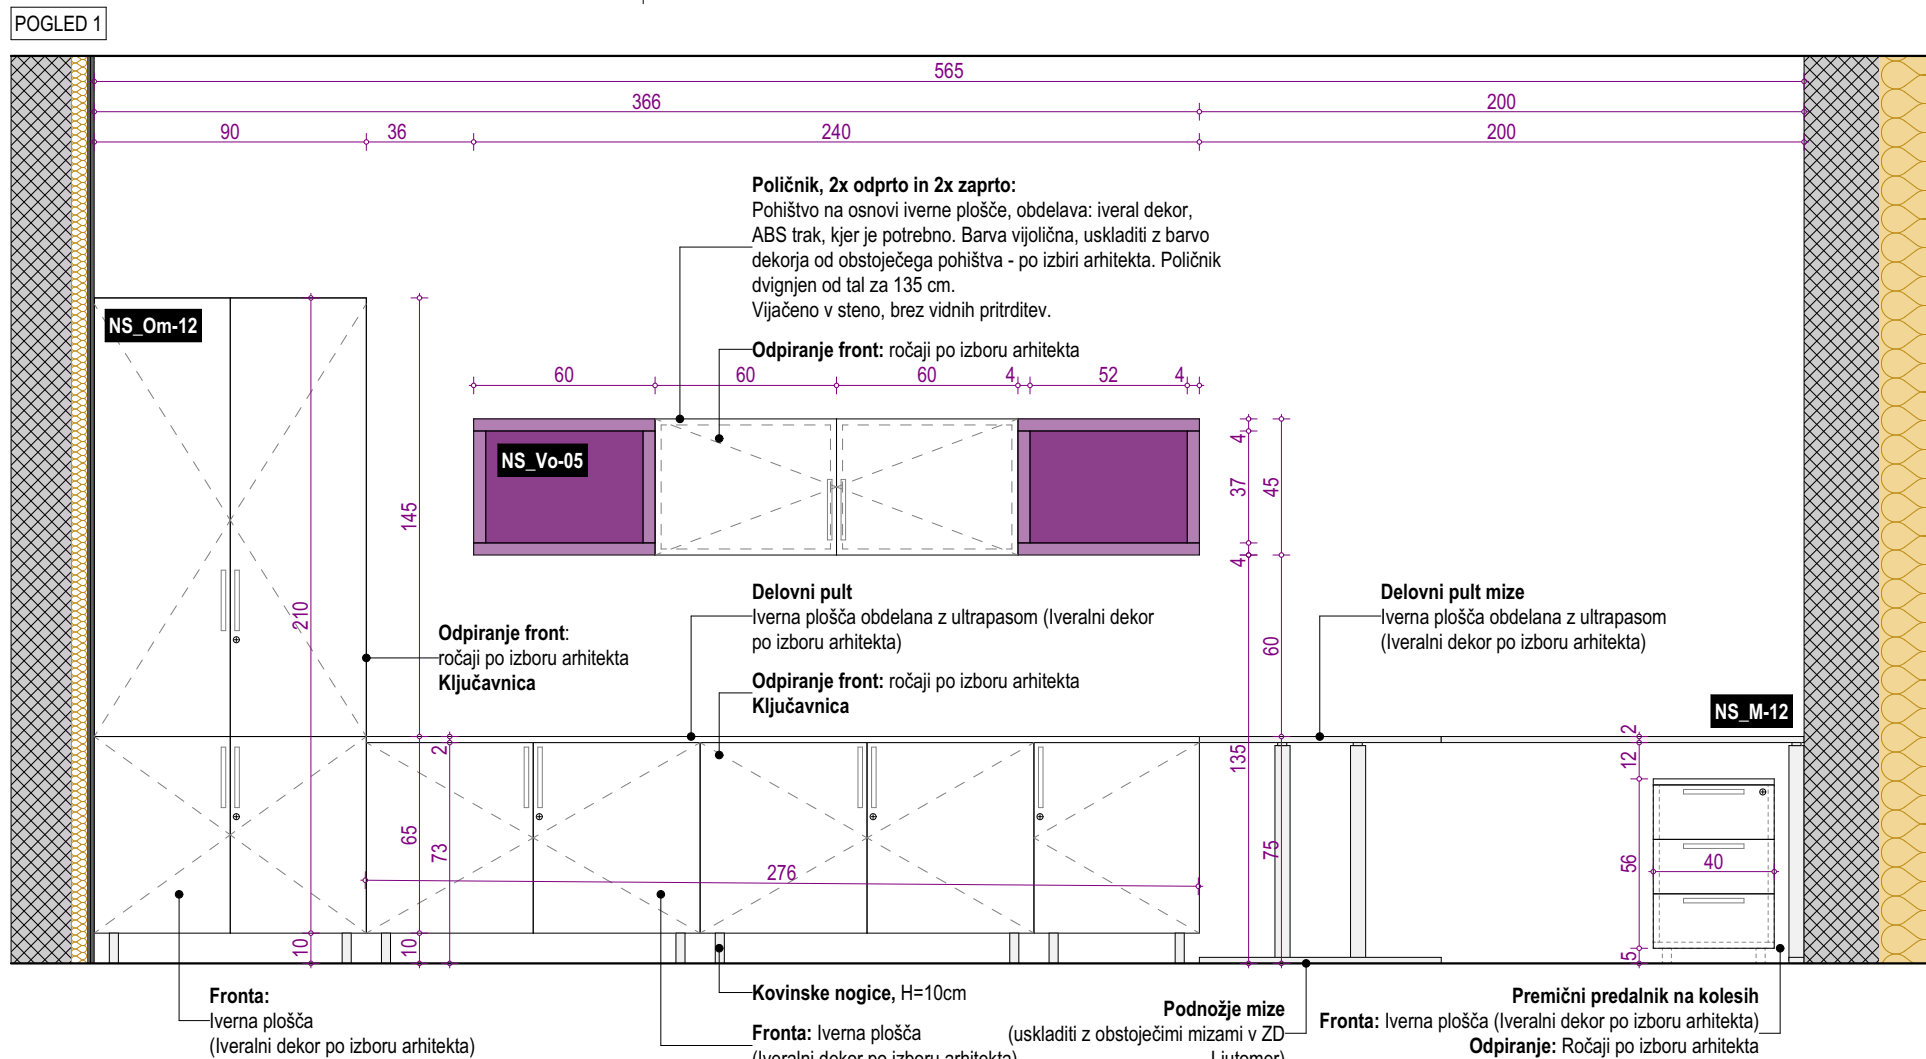 POGLED 1
565
366
200
90
36
240
200
Poličnik, 2x odprto in 2x zaprto:
Pohištvo na osnovi iverne plošče, obdelava: iveral dekor,
ABS trak, kjer je potrebno. Barva vijolična, uskladiti z barvo
dekorja od obstoječega pohištva - po izbiri arhitekta. Poličnik
dvignjen od tal za 135 cm.
Vijačeno v steno, brez vidnih pritrditev.
NS_Om-12
Odpiranje front: ročaji po izboru arhitekta
60
60
60
4
52
4
NS_Vo-05
4
37
45
4
145
210
Odpiranje front:
ročaji po izboru arhitekta
Ključavnica
Delovni pult
Iverna plošča obdelana z ultrapasom (Iveralni dekor
po izboru arhitekta)
Odpiranje front: ročaji po izboru arhitekta
Ključavnica
60
Delovni pult mize
Iverna plošča obdelana z ultrapasom
(Iveralni dekor po izboru arhitekta)
NS_M-12
2
2
12
135
65
73
75
276
56
40
10
10
5
Fronta:
Iverna plošča
(Iveralni dekor po izboru arhitekta)
Kovinske nogice, H=10cm
Fronta: Iverna plošča
(Iveralni dekor po izboru arhitekta)
Podnožje mize
(uskladiti z obstoječimi mizami v ZD
Ljutomer)
Premični predalnik na kolesih
Fronta: Iverna plošča (Iveralni dekor po izboru arhitekta)
Odpiranje: Ročaji po izboru arhitekta